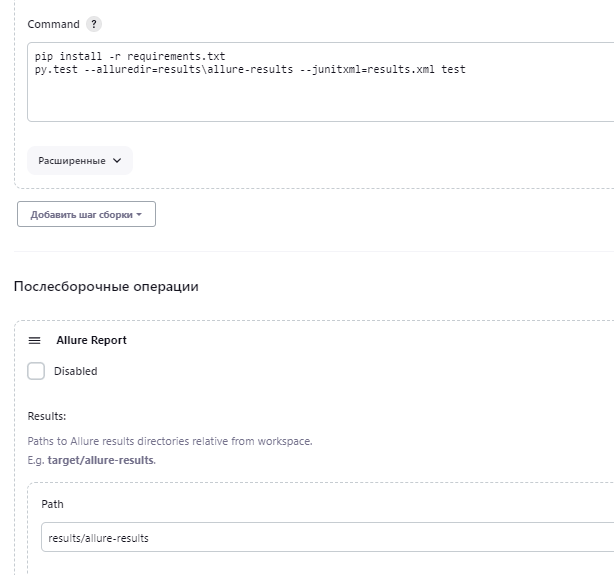 Command ?
pip install -r requirements.txt
py.test --alluredir=results\allure-results --junitxml=results.xml test
Расширенные
Добавить шаг сборки
Послесборочные операции
Allure Report
Disabled
Results:
Paths to Allure results directories relative from workspace.
E.g. target/allure-results.
Path
results/allure-results